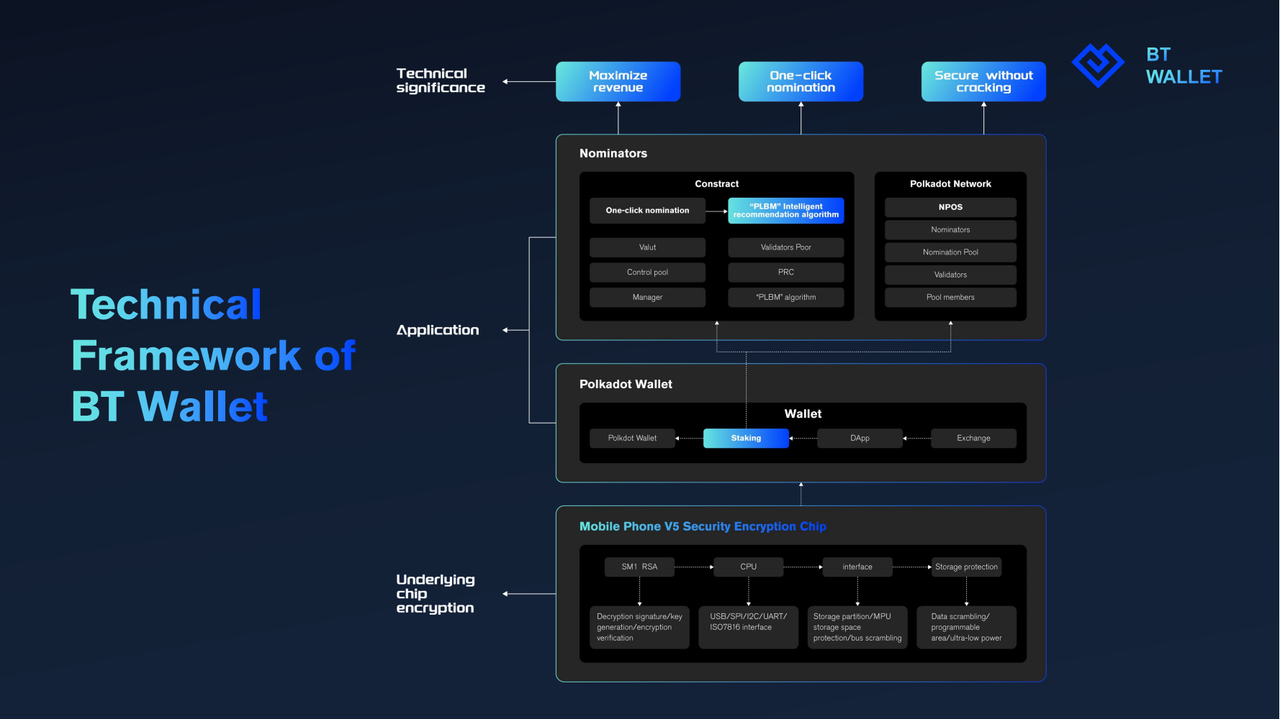 Technical
significance
Maximize
revenue
One-click
nomination
Secure without
cracking
BT
WALLET
Nominators
Constract
One-click nomination
“PLBM” Intelligent
recommendation algorithm
Valut
Validators Poor
Control pool
PRC
Manager
“PLBM” algorithm
Polkadot Network
NPOS
Nominators
Nomination Pool
Validators
Pool members
Technical
Framework of
BT Wallet
Application
Polkadot Wallet
Wallet
Polkdot Wallet
Staking
DApp
Exchange
Mobile Phone V5 Security Encryption Chip
SM1 RSA
CPU
interface
Storage protection
Underlying
chip
encryption
Decryption signature/key
generation/encryption
verification
USB/SPI/I2C/UART/
ISO7816 interface
Storage partition/MPU
storage space
protection/bus scrambling
Data scrambling/
programmable
area/ultra-low power